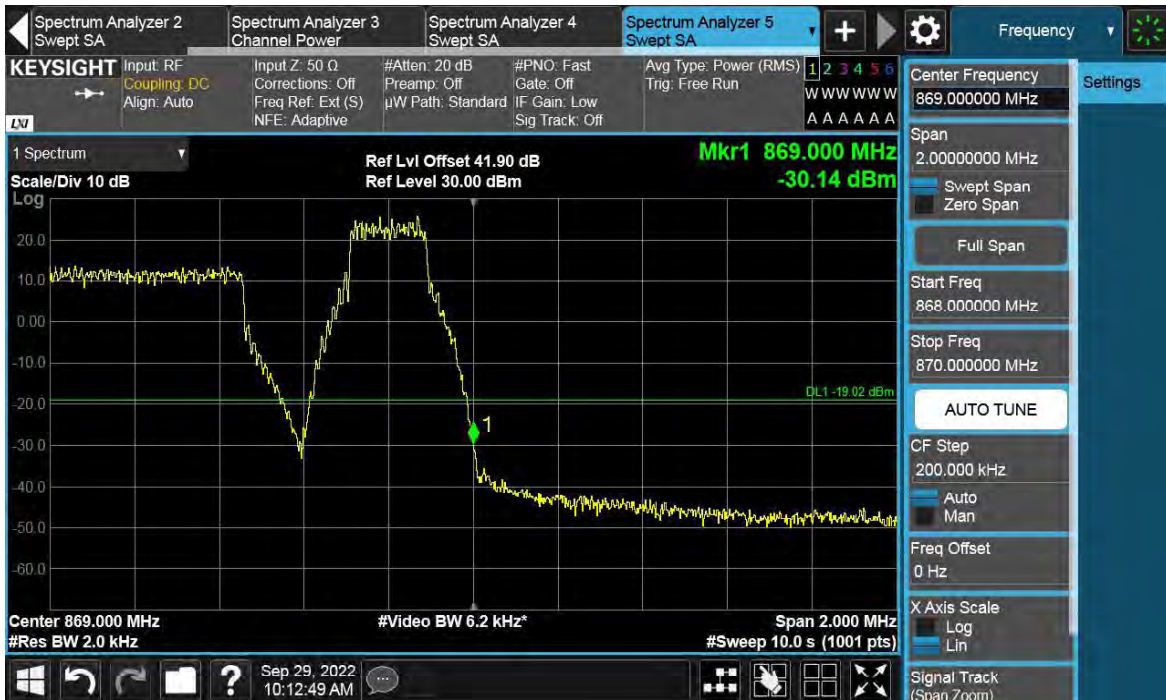 Spectrum Analyzer 2
Swept SA
Spectrum Analyzer 3
Channel Power
Spectrum Analyzer 4
Swept SA
Spectrum Analyzer 5
Swept SA
Frequency
KEYSIGHT
LXI
Input: RF
Coupling: DC
Align: Auto
Input Z: 50 Ω
Corrections: Off
Freq Ref: Ext (S)
NFE: Adaptive
#Atten: 20 dB
Preamp: Off
µW Path: Standard
#PNO: Fast
Gate: Off
IF Gain: Low
Sig Track: Off
Avg Type: Power (RMS)
Trig: Free Run
1 2 3 4 5 6
W W W W W W
A A A A A A
1 Spectrum
Scale/Div 10 dB
Log
Ref Lvl Offset 41.90 dB
Ref Level 30.00 dBm
Mkr1 869.000 MHz
-30.14 dBm
20.0
10.0
0.00
-10.0
-20.0
-30.0
-40.0
-50.0
-60.0
DL1 -19.02 dBm
1
Center 869.000 MHz
#Res BW 2.0 kHz
#Video BW 6.2 kHz*
Span 2.000 MHz
#Sweep 10.0 s (1001 pts)
Sep 29, 2022
10:12:49 AM
?
Center Frequency
869.000000 MHz
Settings
Span
2.00000000 MHz
Swept Span
Zero Span
Full Span
Start Freq
868.000000 MHz
Stop Freq
870.000000 MHz
AUTO TUNE
CF Step
200.000 kHz
Auto
Man
Freq Offset
0 Hz
X Axis Scale
Log
Lin
Signal Track
(Span Zoom)